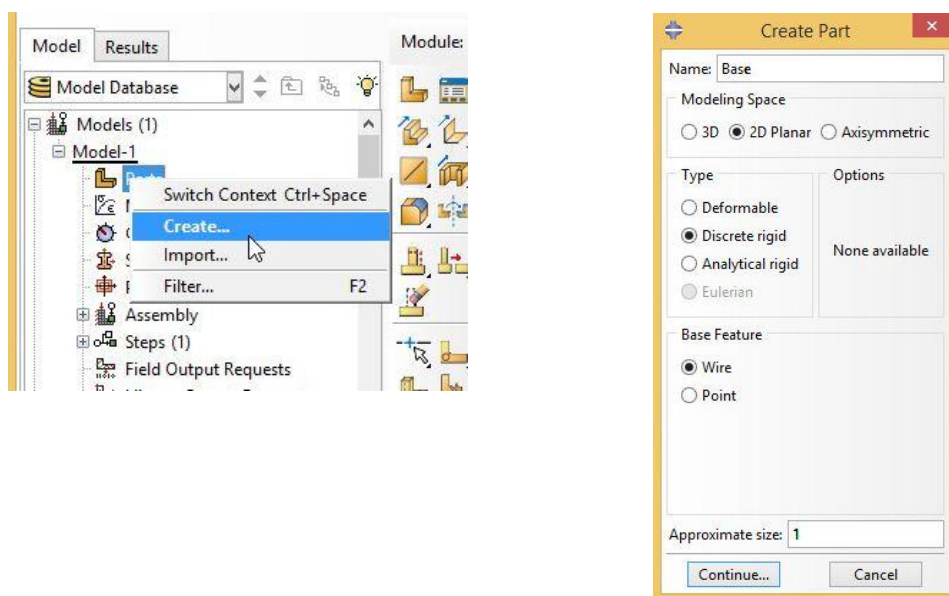 Model Results
Module:
Model Database
Models (1)
Model-1
Switch Context Ctrl+Space
Create...
Import...
Filter... F2
Assembly
Steps (1)
Field Output Requests
Create Part
Name: Base
Modeling Space
3D 2D Planar Axisymmetric
Type
Deformable
Discrete rigid
Analytical rigid
Eulerian
Options
None available
Base Feature
Wire
Point
Approximate size: 1
Continue... Cancel